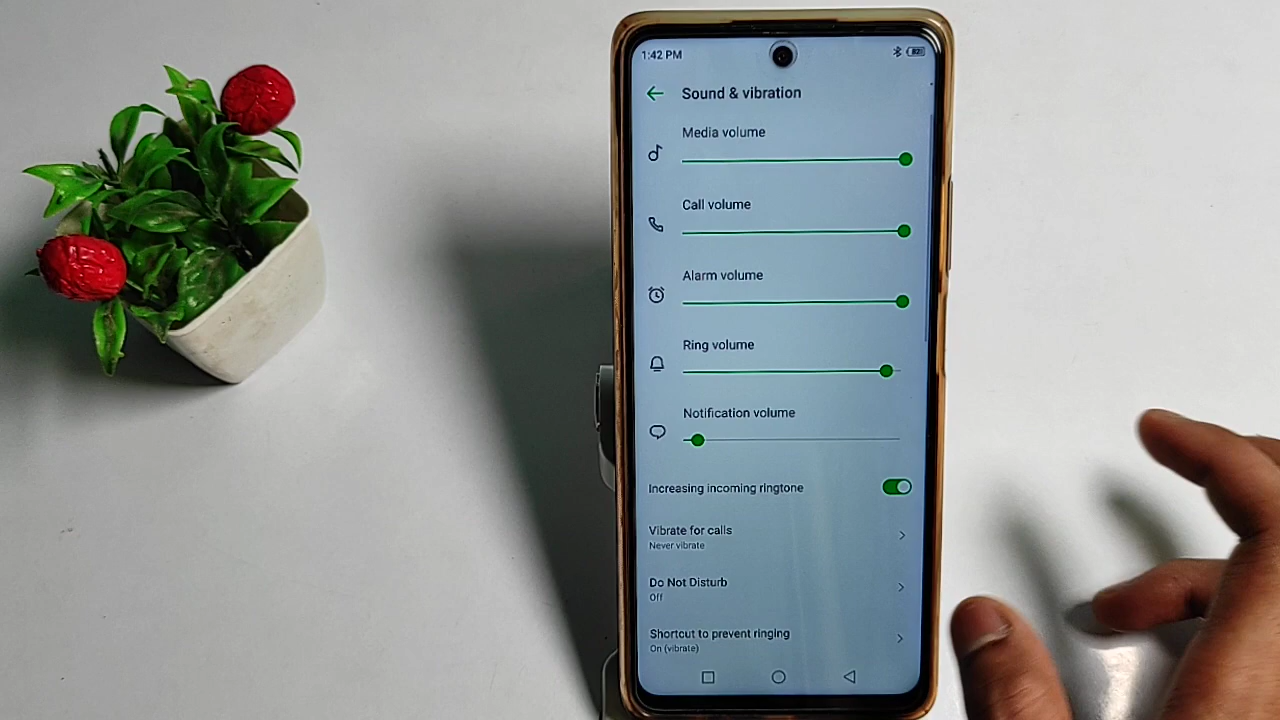 1:42 PM
82
Sound & vibration
Media volume
Call volume
Alarm volume
Ring volume
Notification volume
Increasing incoming ringtone
Vibrate for calls
Never vibrate
Do Not Disturb
Off
Shortcut to prevent ringing
On (vibrate)